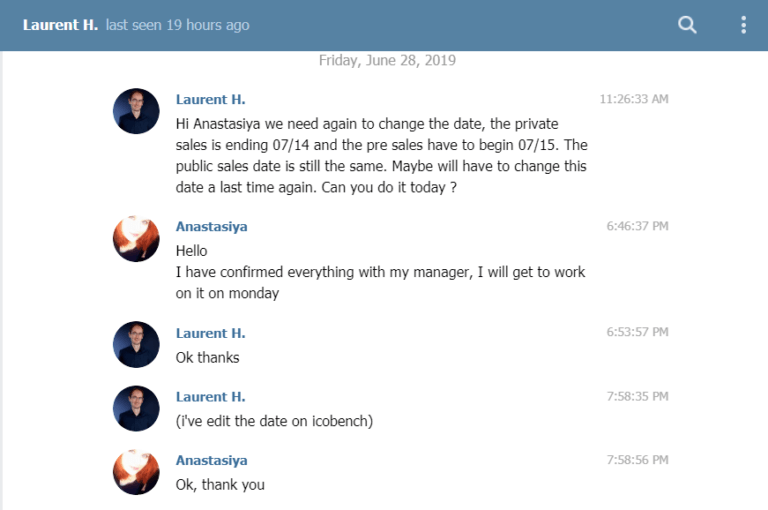 Laurent H. last seen 19 hours ago
Friday, June 28, 2019
Laurent H. 11:26:33 AM
Hi Anastasiya we need again to change the date, the private
sales is ending 07/14 and the pre sales have to begin 07/15. The
public sales date is still the same. Maybe will have to change this
date a last time again. Can you do it today ?
Anastasiya 6:46:37 PM
Hello
I have confirmed everything with my manager, I will get to work
on it on monday
Laurent H. 6:53:57 PM
Ok thanks
Laurent H. 7:58:35 PM
(i've edit the date on icobench)
Anastasiya 7:58:56 PM
Ok, thank you